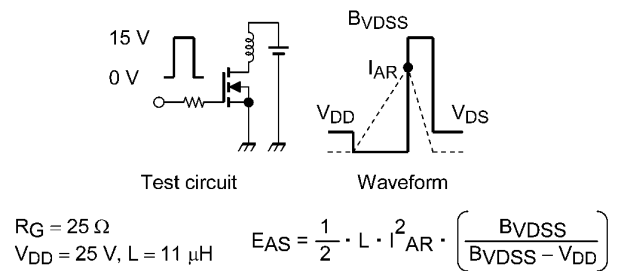 15 V
0 V
BVDSS
IAR
VDD
VDS
Test circuit
Waveform
RG = 25 Ω
VDD = 25 V, L = 11 μH
EAS = 1/2 · L · I²AR · (BVDSS / (BVDSS − VDD))